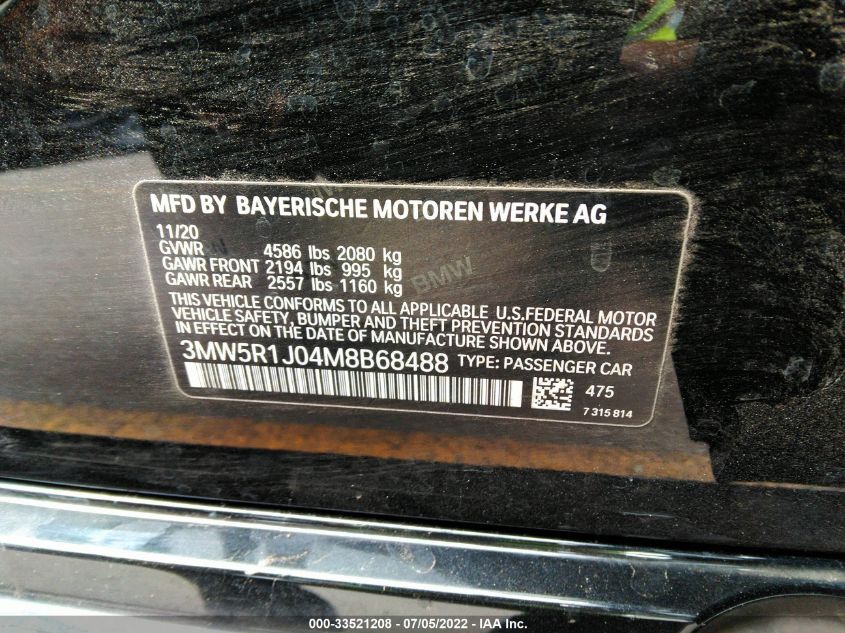 MFD BY BAYERISCHE MOTOREN WERKE AG
11/20
GVWR 4586 lbs 2080 kg
GAWR FRONT 2194 lbs 995 kg
GAWR REAR 2557 lbs 1160 kg
BMW
THIS VEHICLE CONFORMS TO ALL APPLICABLE U.S.FEDERAL MOTOR
VEHICLE SAFETY, BUMPER AND THEFT PREVENTION STANDARDS
IN EFFECT ON THE DATE OF MANUFACTURE SHOWN ABOVE.
3MW5R1J04M8B68488 TYPE: PASSENGER CAR
475
7 315 814
000-33521208 - 07/05/2022 - IAA Inc.